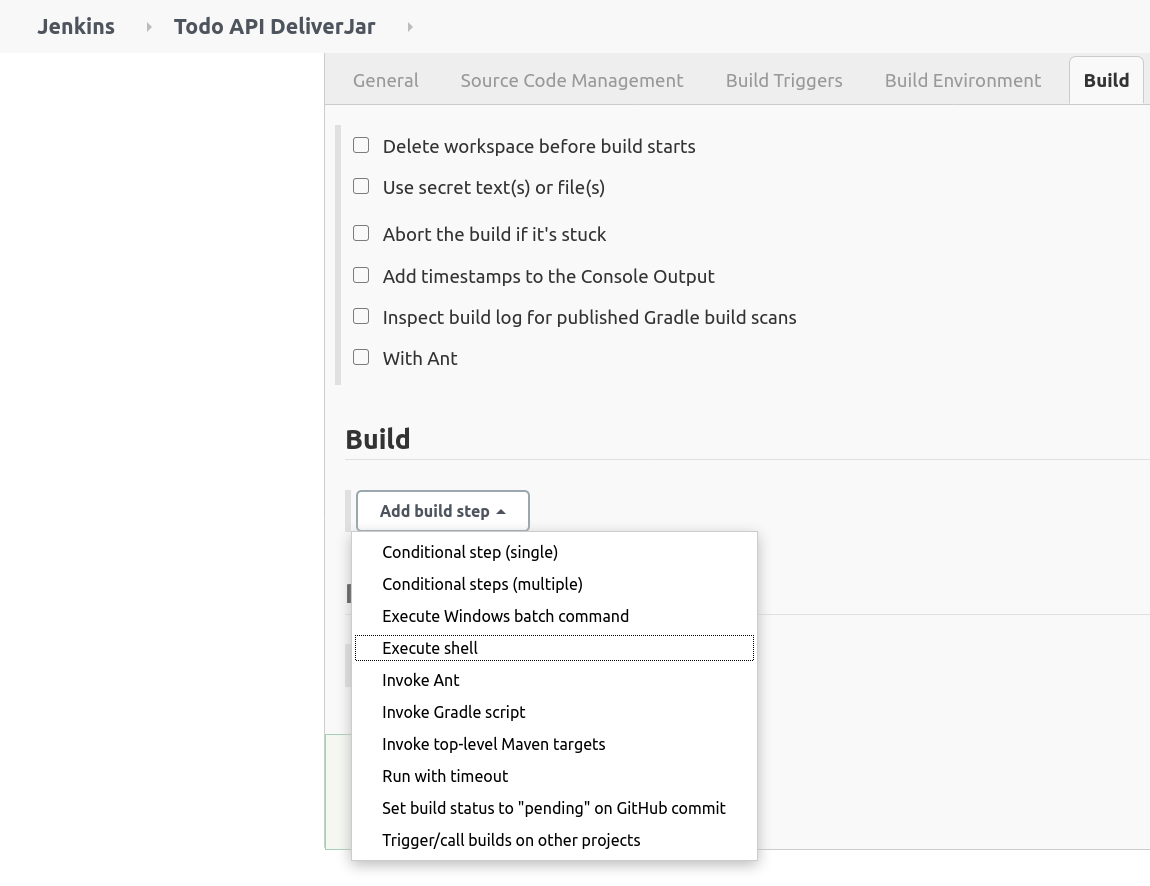 Jenkins Todo API DeliverJar
General Source Code Management Build Triggers Build Environment Build
Delete workspace before build starts
Use secret text(s) or file(s)
Abort the build if it's stuck
Add timestamps to the Console Output
Inspect build log for published Gradle build scans
With Ant
Build
Add build step
Conditional step (single)
Conditional steps (multiple)
Execute Windows batch command
Execute shell
Invoke Ant
Invoke Gradle script
Invoke top-level Maven targets
Run with timeout
Set build status to "pending" on GitHub commit
Trigger/call builds on other projects